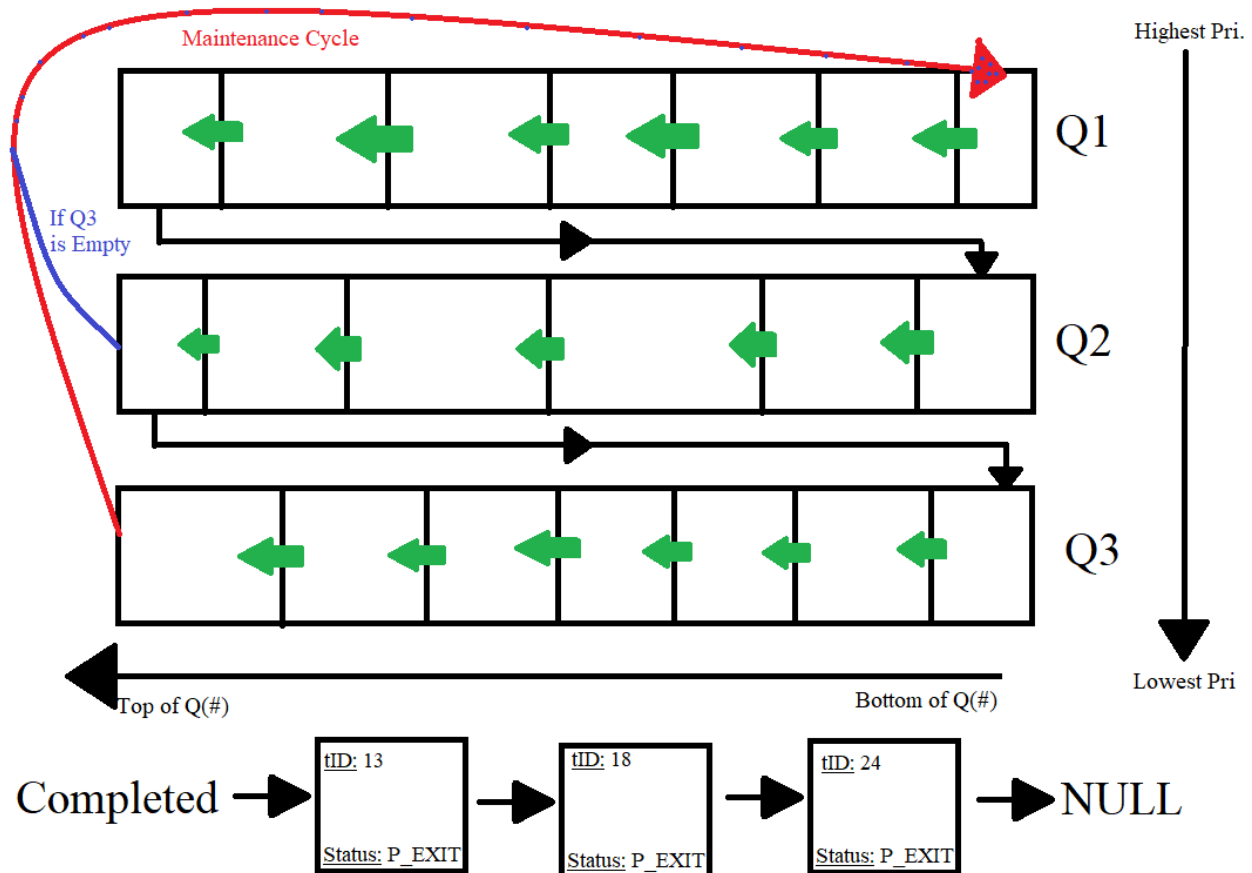 Maintenance Cycle
Highest Pri.
Q1
If Q3
is Empty
Q2
Q3
Lowest Pri
Top of Q(#)
Bottom of Q(#)
Completed
tID: 13
Status: P_EXIT
tID: 18
Status: P_EXIT
tID: 24
Status: P_EXIT
NULL